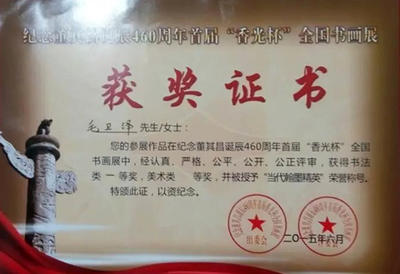 纪念董其昌诞辰460周年首届“香光杯”全国书画展
获奖证书
毛卫泽 先生/女士：
您的参展作品在纪念董其昌诞辰460周年首届“香光杯”全国
书画展中，经认真、严格、公平、公开、公正评审，获得书法
类 一 等奖，美术类 等奖，并被授予“当代翰墨精英”荣誉称号。
特颁此证，以资纪念。
组委会
二○一五年六月